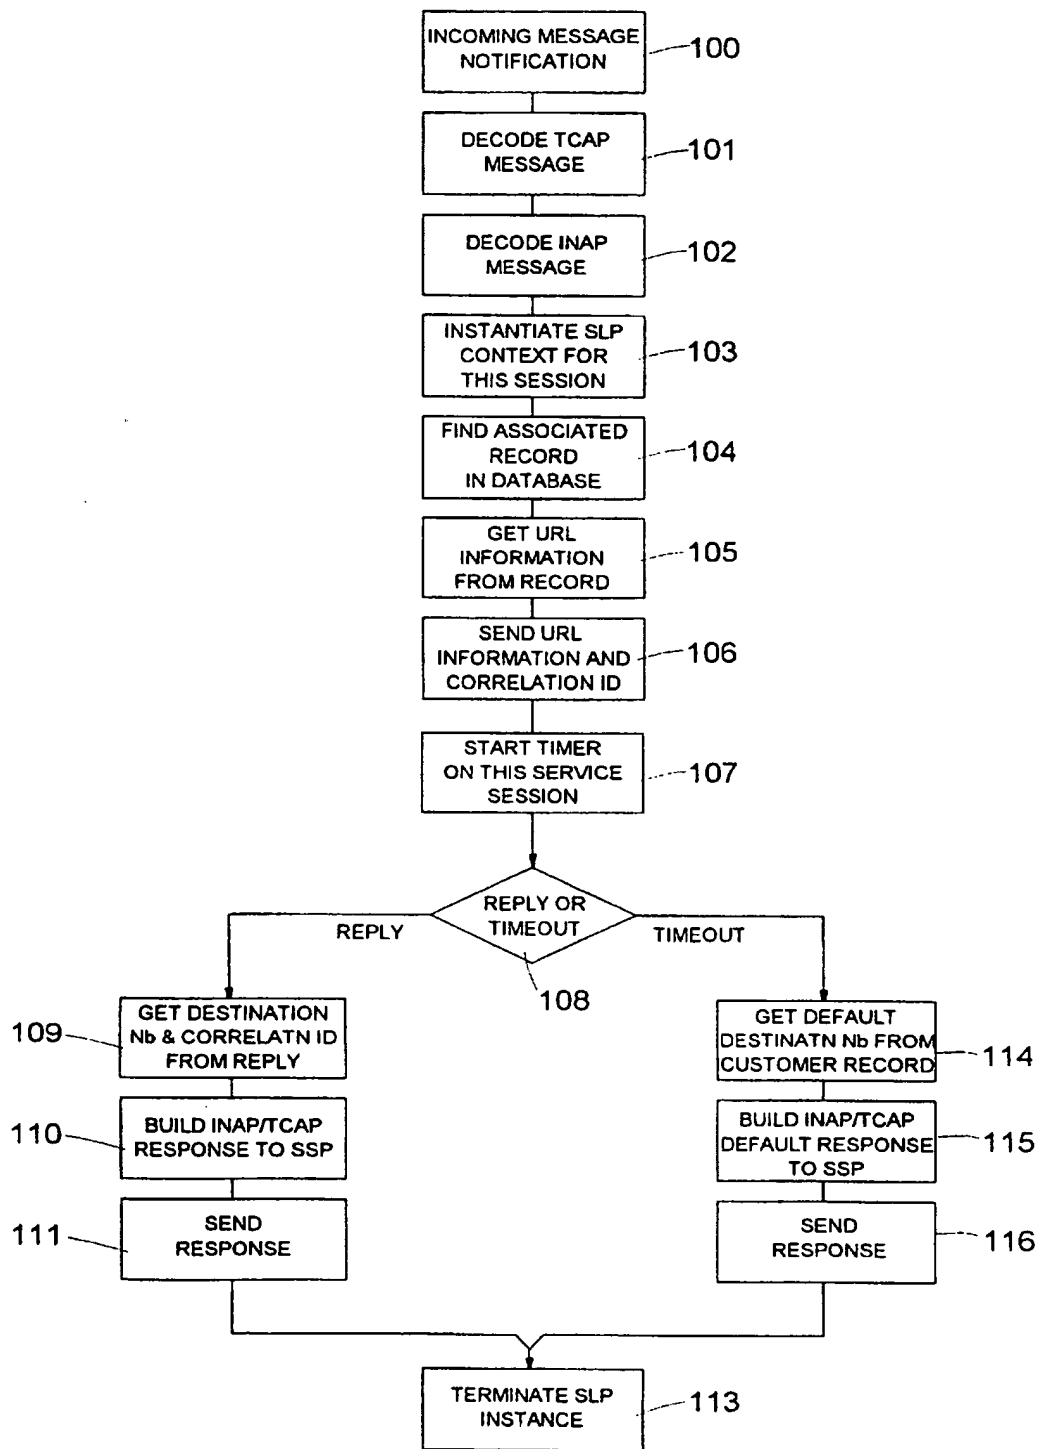 INCOMING MESSAGE
NOTIFICATION
100
DECODE TCAP
MESSAGE
101
DECODE INAP
MESSAGE
102
INSTANTIATE SLP
CONTEXT FOR
THIS SESSION
103
FIND ASSOCIATED
RECORD
IN DATABASE
104
GET URL
INFORMATION
FROM RECORD
105
SEND URL
INFORMATION AND
CORRELATION ID
106
START TIMER
ON THIS SERVICE
SESSION
107
REPLY OR
TIMEOUT
108
REPLY
TIMEOUT
109
GET DESTINATION
Nb & CORRELATN ID
FROM REPLY
110
BUILD INAP/TCAP
RESPONSE TO SSP
111
SEND
RESPONSE
GET DEFAULT
DESTINATN Nb FROM
CUSTOMER RECORD
114
BUILD INAP/TCAP
DEFAULT RESPONSE
TO SSP
115
SEND
RESPONSE
116
TERMINATE SLP
INSTANCE
113